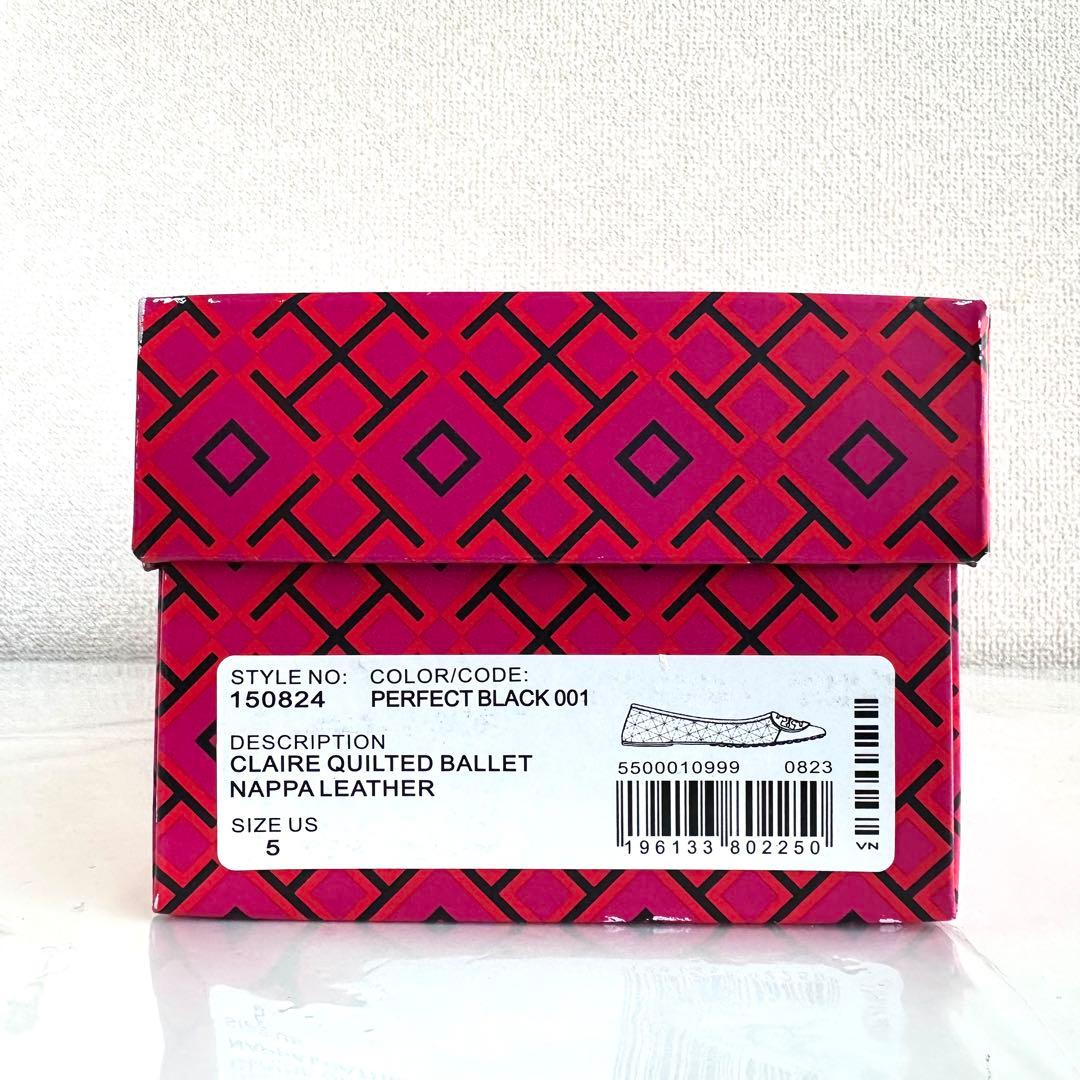 STYLE NO: COLOR/CODE:
150824 PERFECT BLACK 001
DESCRIPTION
CLAIRE QUILTED BALLET
NAPPA LEATHER
SIZE US
5
5500010999 0823
196133 802250
VN